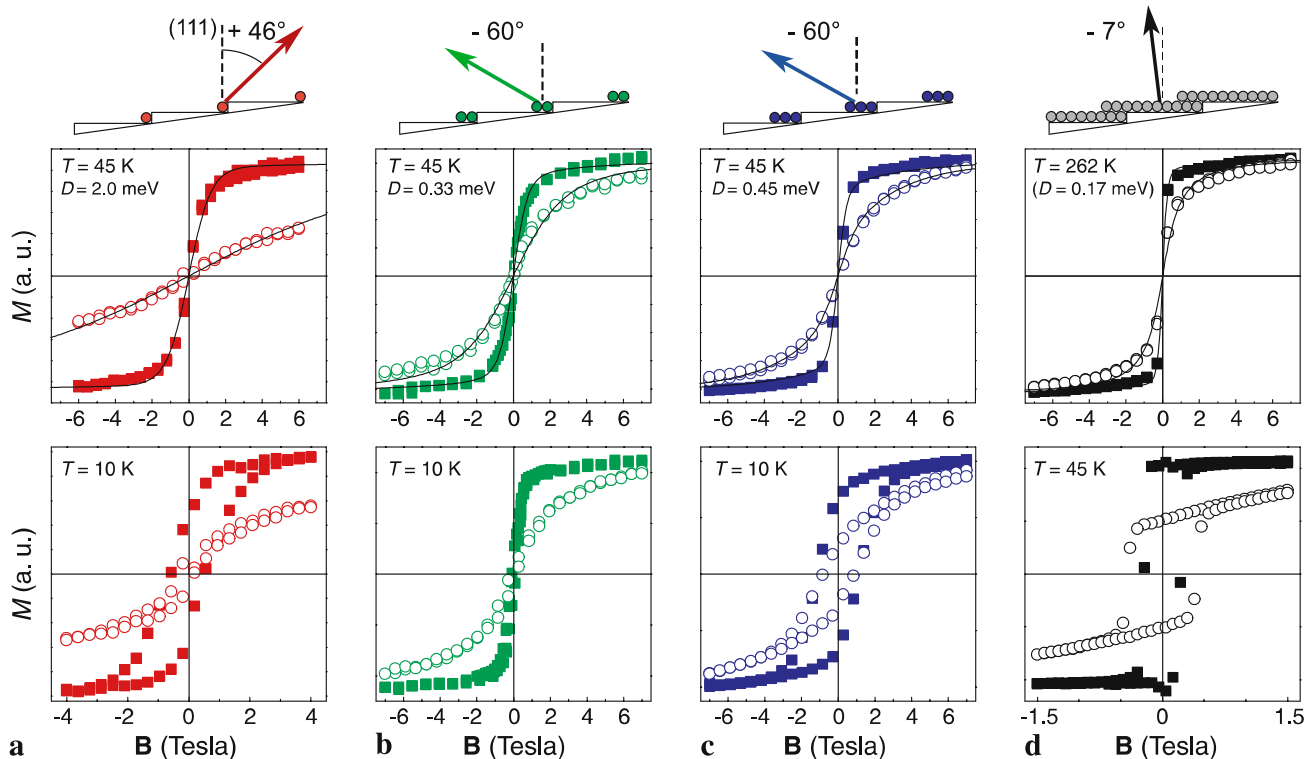 (111) + 46°
- 60°
- 60°
- 7°
T = 45 K
D = 2.0 meV
T = 45 K
D = 0.33 meV
T = 45 K
D = 0.45 meV
T = 262 K
(D = 0.17 meV)
M (a. u.)
-6 -4 -2 0 2 4 6
-6 -4 -2 0 2 4 6
-6 -4 -2 0 2 4 6
-6 -4 -2 0 2 4 6
T = 10 K
T = 10 K
T = 10 K
T = 45 K
M (a. u.)
-4 -2 0 2 4
-6 -4 -2 0 2 4 6
-6 -4 -2 0 2 4 6
-1.5 0 1.5
a B (Tesla)
b B (Tesla)
c B (Tesla)
d B (Tesla)